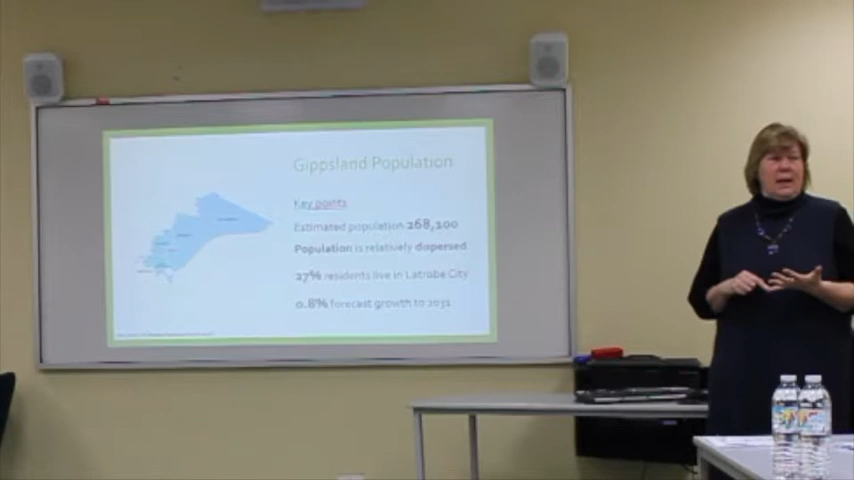 Gippsland Population
Key points
Estimated population 268,100
Population is relatively dispersed
27% residents live in Latrobe City
0.8% forecast growth to 2031